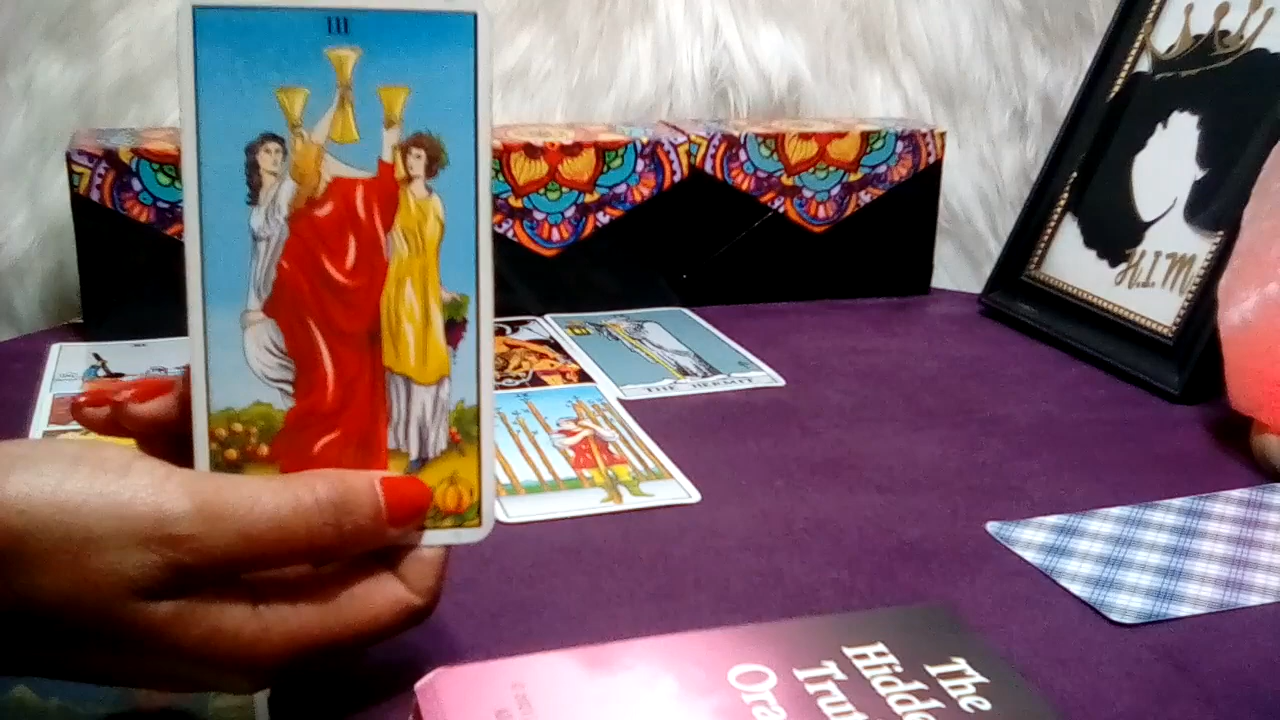 III
THE HERMIT
H.I.M
The
Hidde
Trut
Ora